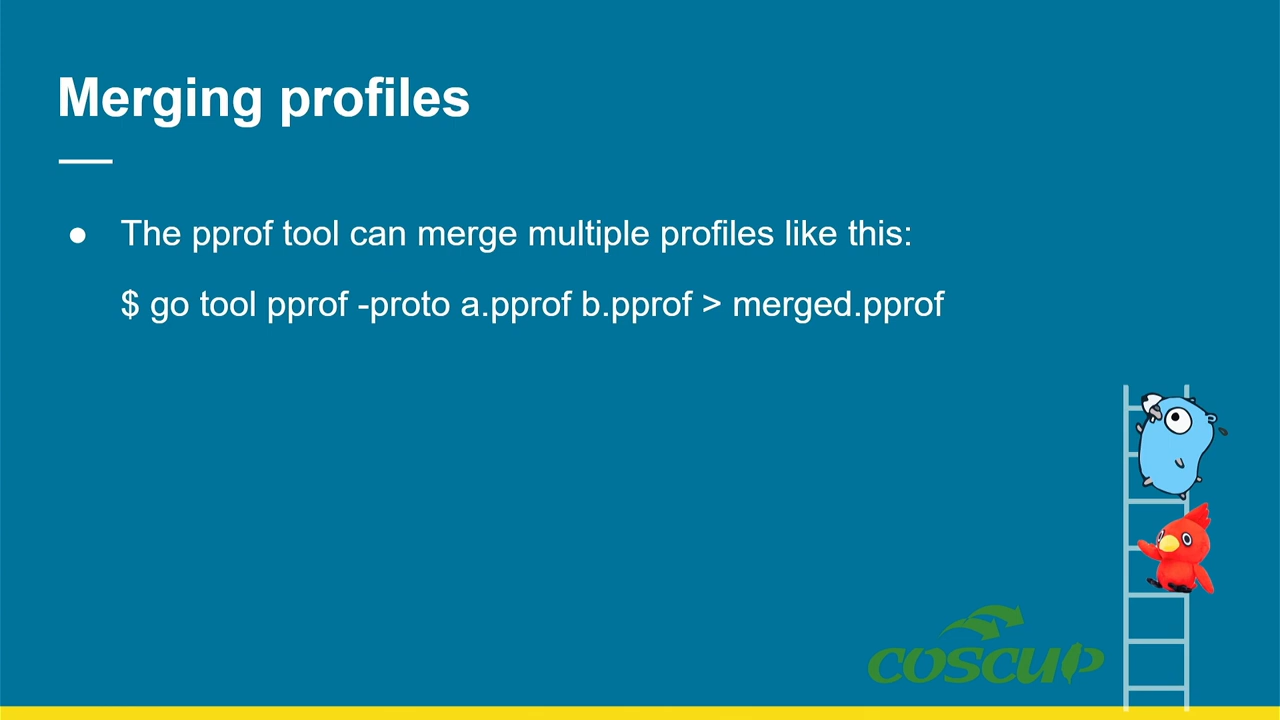 Merging profiles
● The pprof tool can merge multiple profiles like this:
$ go tool pprof -proto a.pprof b.pprof > merged.pprof
coscup